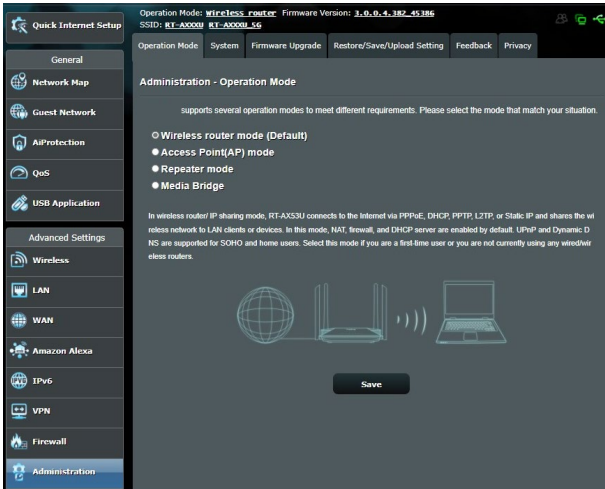 Quick Internet Setup
General
Network Map
Guest Network
AiProtection
QoS
USB Application
Advanced Settings
Wireless
LAN
WAN
Amazon Alexa
IPv6
VPN
Firewall
Administration
Operation Mode: Wireless router Firmware Version: 3.0.0.4.382_45386
SSID: RT-AXXXU RT-AXXXU_5G
Operation Mode System Firmware Upgrade Restore/Save/Upload Setting Feedback Privacy
Administration - Operation Mode
supports several operation modes to meet different requirements. Please select the mode that match your situation.
Wireless router mode (Default)
Access Point(AP) mode
Repeater mode
Media Bridge
In wireless router/ IP sharing mode, RT-AX53U connects to the Internet via PPPoE, DHCP, PPTP, L2TP, or Static IP and shares the wi
reless network to LAN clients or devices. In this mode, NAT, firewall, and DHCP server are enabled by default. UPnP and Dynamic D
NS are supported for SOHO and home users. Select this mode if you are a first-time user or you are not currently using any wired/wir
eless routers.
Save